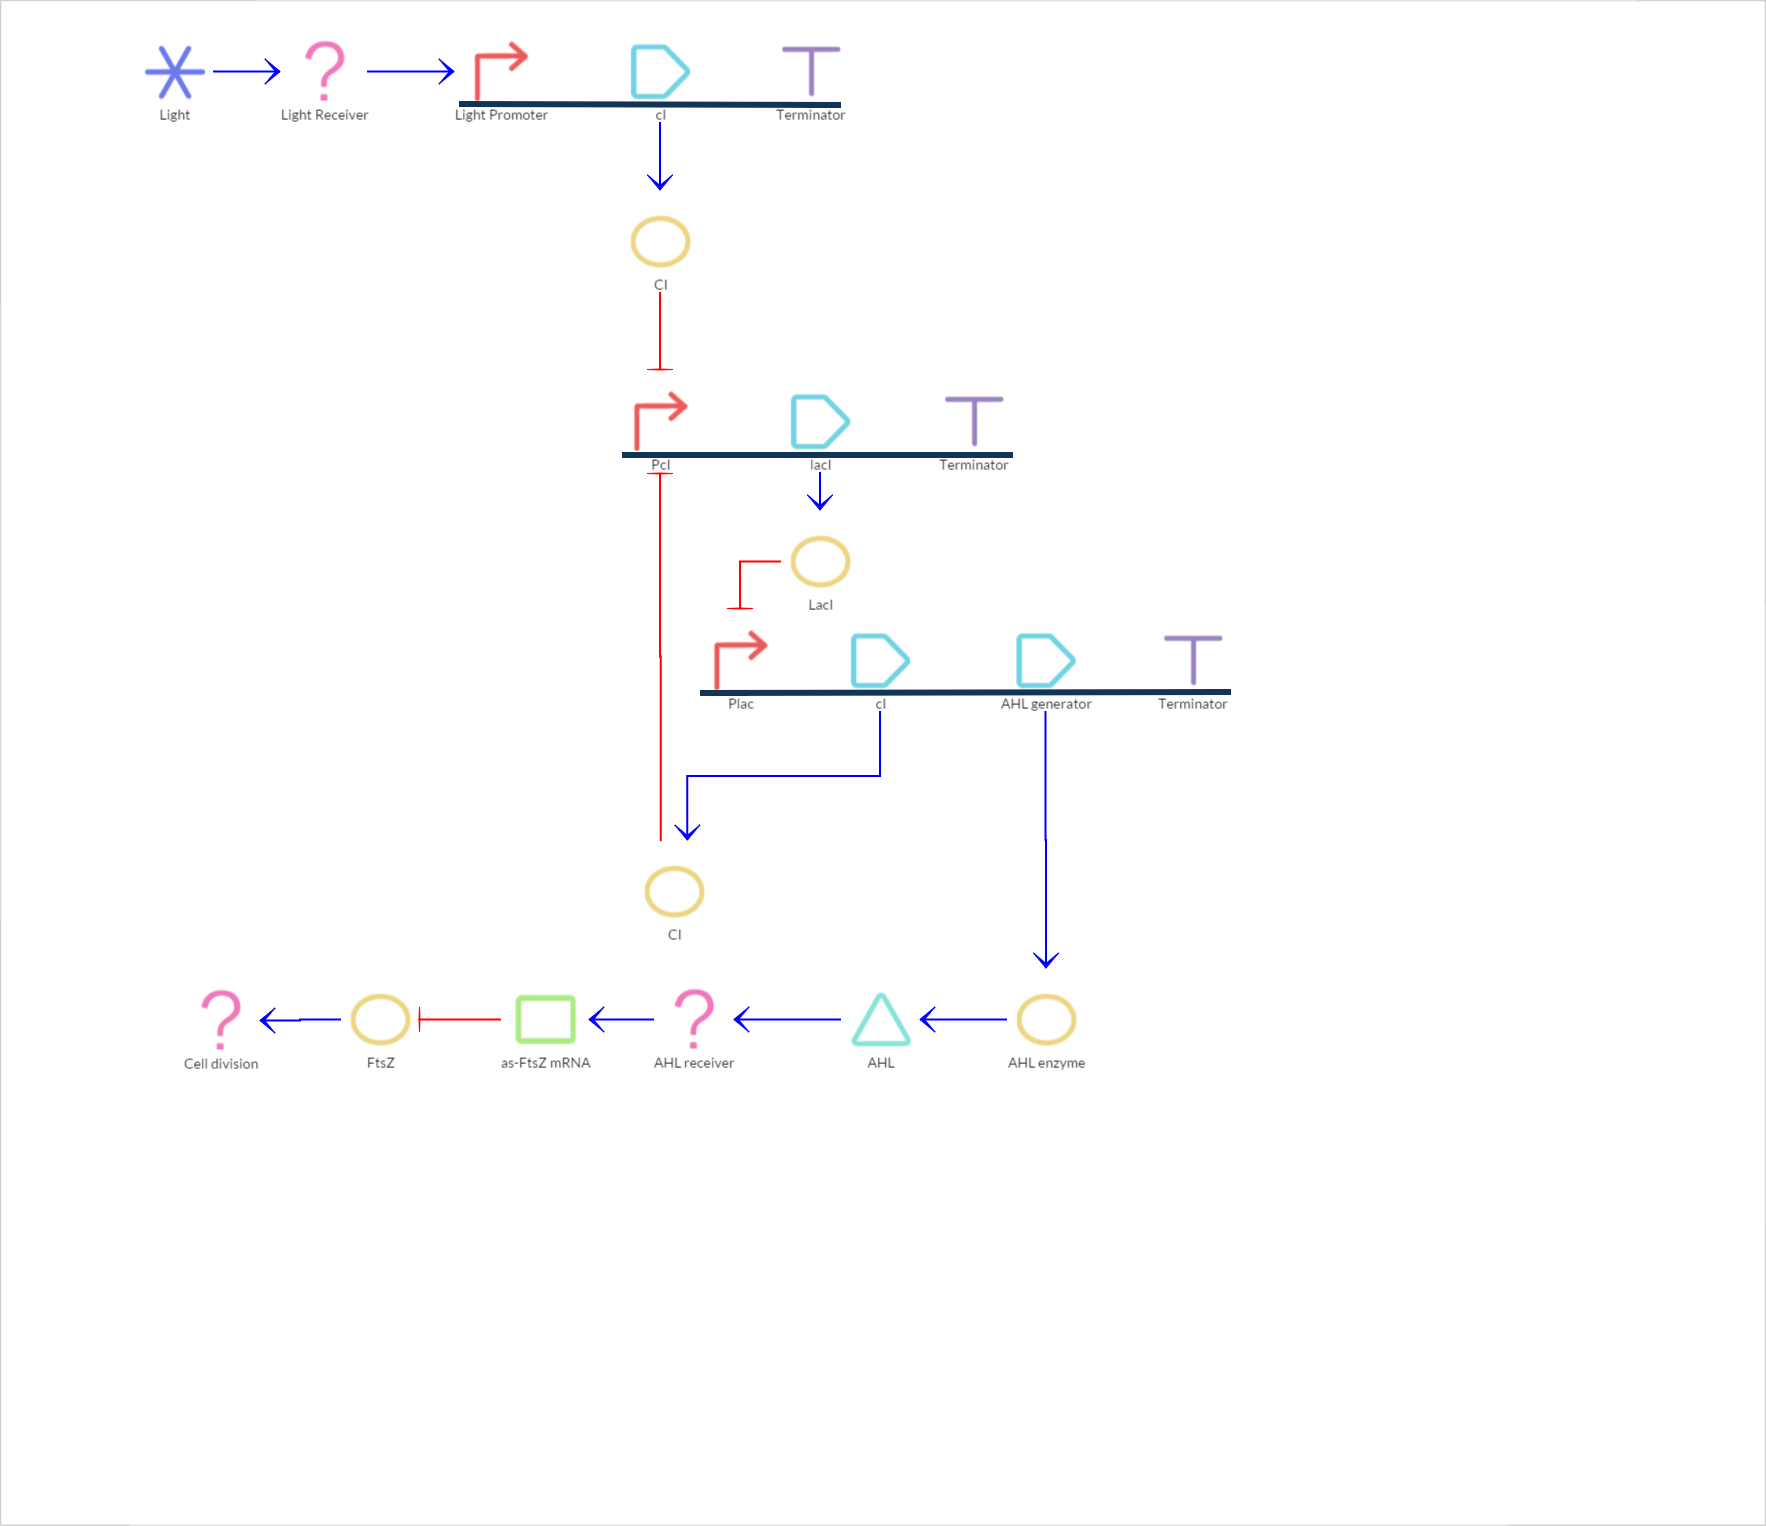 Light
Light Receiver
Light Promoter
cI
Terminator
CI
PcI
lacI
Terminator
LacI
Plac
cI
AHL generator
Terminator
CI
Cell division
FtsZ
as-FtsZ mRNA
AHL receiver
AHL
AHL enzyme